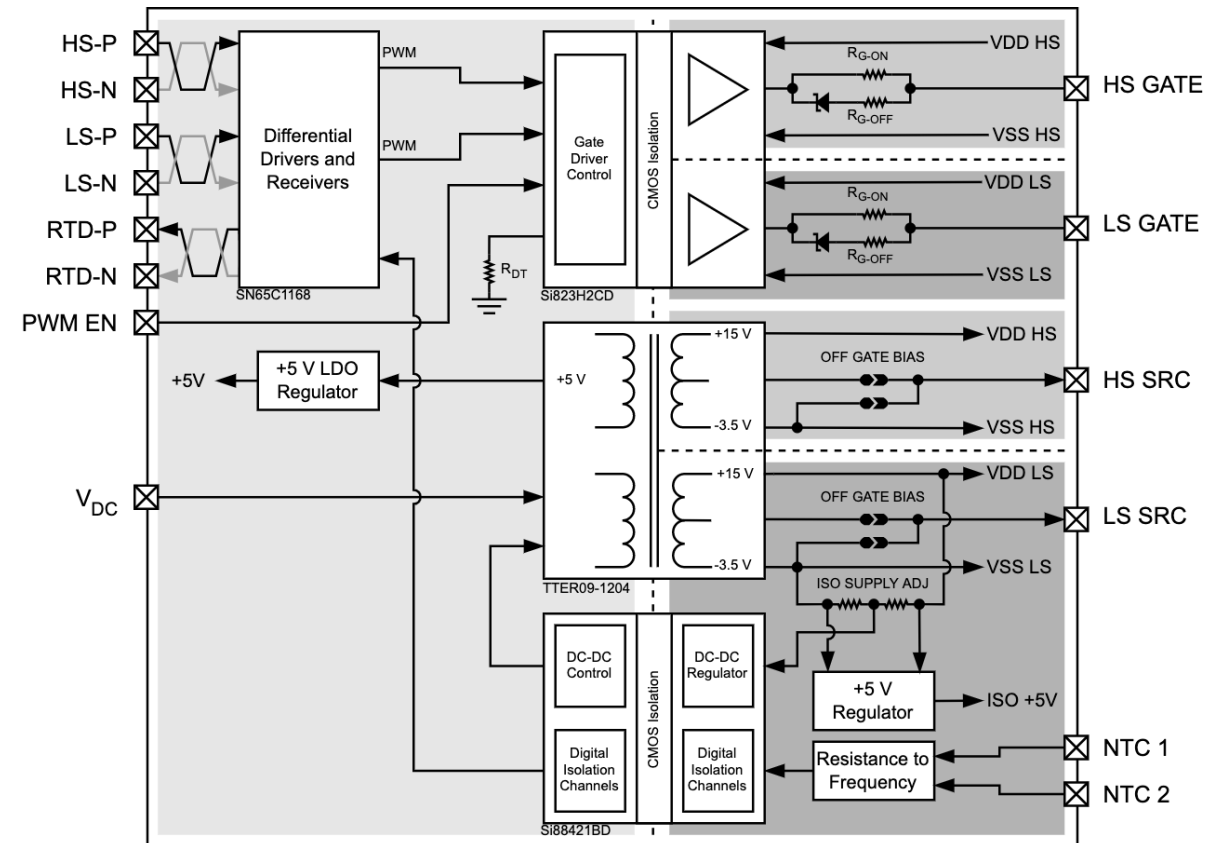 HS-P
HS-N
LS-P
LS-N
RTD-P
RTD-N
PWM EN
V_DC
Differential
Drivers and
Receivers
SN65C1168
PWM
PWM
R_DT
Gate
Driver
Control
CMOS Isolation
Si823H2CD
VDD HS
R_G-ON
R_G-OFF
VSS HS
HS GATE
VDD LS
R_G-ON
R_G-OFF
VSS LS
LS GATE
+5V
+5 V LDO
Regulator
+5 V
+15 V
-3.5 V
+15 V
-3.5 V
TTER09-1204
VDD HS
OFF GATE BIAS
HS SRC
VSS HS
VDD LS
OFF GATE BIAS
LS SRC
VSS LS
ISO SUPPLY ADJ
DC-DC
Control
CMOS Isolation
DC-DC
Regulator
Digital
Isolation
Channels
Digital
Isolation
Channels
Si88421BD
+5 V
Regulator
ISO +5V
Resistance to
Frequency
NTC 1
NTC 2